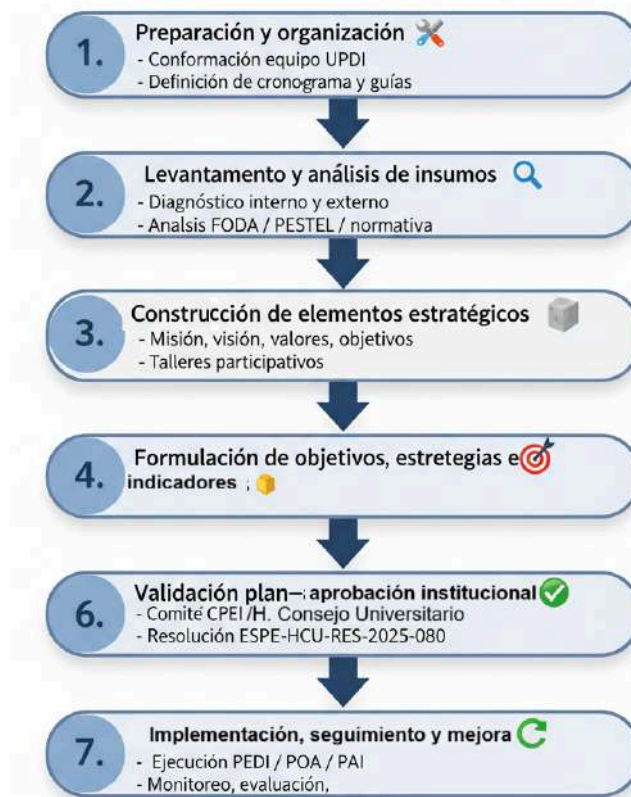 1. Preparación y organización
- Conformación equipo UPDI
- Definición de cronograma y guías
2. Levantamento y análisis de insumos
- Diagnóstico interno y externo
- Analsis FODA / PESTEL / normativa
3. Construcción de elementos estratégicos
- Misión, visión, valores, objetivos
- Talleres participativos
4. Formulación de objetivos, estretegias e
indicadores ;
6. Validación plan–: aprobación institucional
- Comité CPEI /H. Consejo Universitario
- Resolución ESPE-HCU-RES-2025-080
7. Implementación, seguimiento y mejora
- Ejecución PEDI / POA / PAI
- Monitoreo, evaluación,